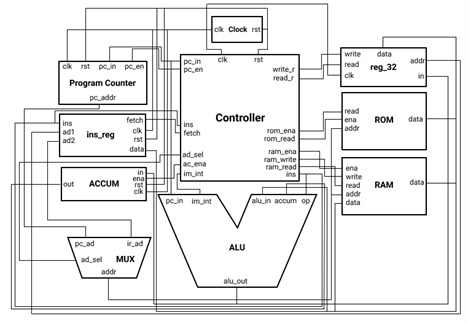 clk Clock rst
clk rst pc_in pc_en
Program Counter
pc_addr
pc_in
pc_en
clk
rst
write_r
read_r
Controller
ins
fetch
rom_ena
rom_read
ad_sel
ac_ena
im_int
ram_ena
ram_write
ram_read
ins
write
read
clk
data
reg_32
addr
in
ins
ad1
ad2
ins_reg
fetch
clk
rst
data
read
ena
addr
ROM
data
out
ACCUM
in
ena
rst
clk
ena
write
read
addr
data
RAM
data
pc_in im_int alu_in accum op
ALU
alu_out
pc_ad ir_ad
ad_sel MUX
addr